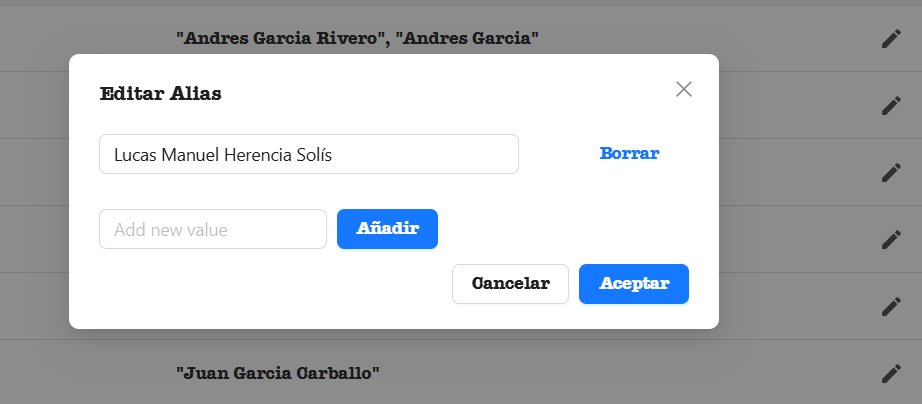 "Andres Garcia Rivero", "Andres Garcia"
Editar Alias
Lucas Manuel Herencia Solís
Borrar
Add new value
Añadir
Cancelar
Aceptar
"Juan Garcia Carballo"